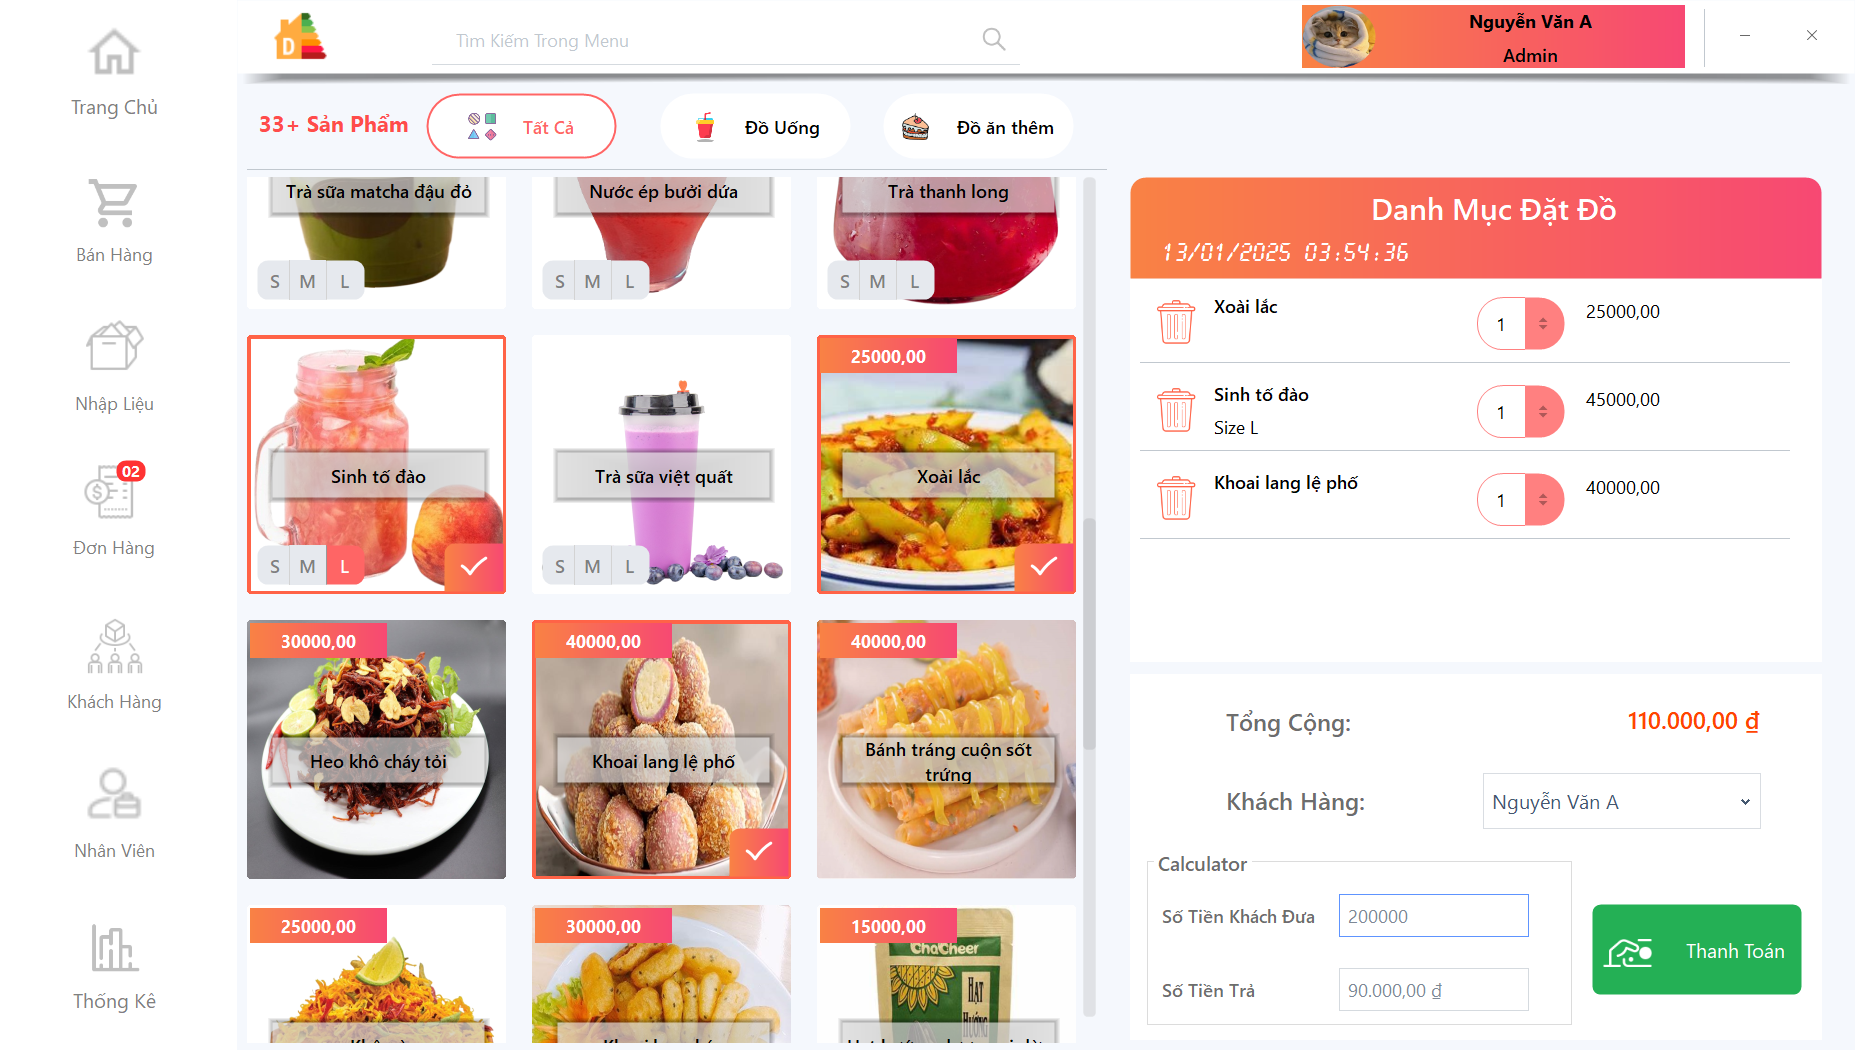 Trang Chủ
Bán Hàng
Nhập Liệu
02
Đơn Hàng
Khách Hàng
Nhân Viên
Thống Kê
D
Tìm Kiếm Trong Menu
Nguyễn Văn A
Admin
33+ Sản Phẩm
Tất Cả
Đồ Uống
Đồ ăn thêm
Trà sữa matcha đậu đỏ
S M L
Nước ép bưởi dứa
S M L
Trà thanh long
S M L
Sinh tố đào
S M L
Trà sữa việt quất
S M L
25000,00
Xoài lắc
30000,00
Heo khô cháy tỏi
40000,00
Khoai lang lệ phố
40000,00
Bánh tráng cuộn sốt
trứng
25000,00
30000,00
15000,00
ChaCheer
HẠT
HƯỚNG
Danh Mục Đặt Đồ
13/01/2025 03:54:36
Xoài lắc
1
25000,00
Sinh tố đào
Size L
1
45000,00
Khoai lang lệ phố
1
40000,00
Tổng Cộng:
110.000,00 ₫
Khách Hàng:
Nguyễn Văn A
Calculator
Số Tiền Khách Đưa
200000
Số Tiền Trả
90.000,00 ₫
Thanh Toán